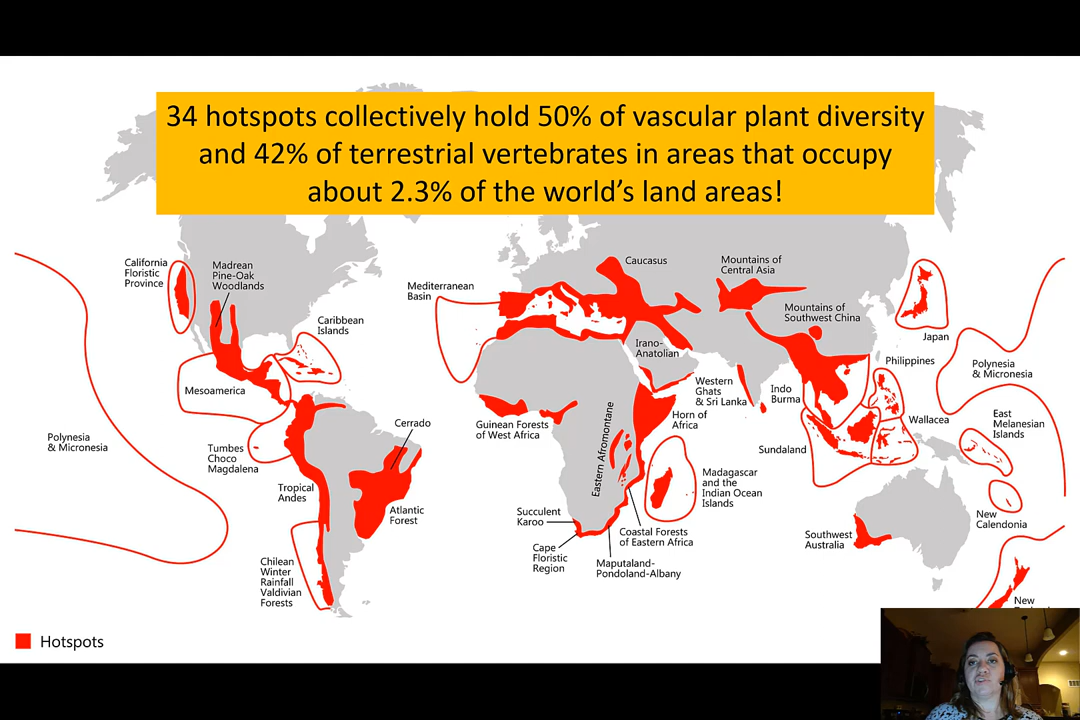 34 hotspots collectively hold 50% of vascular plant diversity
and 42% of terrestrial vertebrates in areas that occupy
about 2.3% of the world's land areas!
California
Floristic
Province
Madrean
Pine-Oak
Woodlands
Caribbean
Islands
Mesoamerica
Polynesia
& Micronesia
Tumbes
Choco
Magdalena
Tropical
Andes
Cerrado
Atlantic
Forest
Chilean
Winter
Rainfall
Valdivian
Forests
Mediterranean
Basin
Caucasus
Mountains of
Central Asia
Mountains of
Southwest China
Irano-
Anatolian
Japan
Philippines
Polynesia
& Micronesia
Western
Ghats
& Sri Lanka
Indo
Burma
Horn of
Africa
Guinean Forests
of West Africa
Eastern Afromontane
Wallacea
East
Melanesian
Islands
Sundaland
Madagascar
and the
Indian Ocean
Islands
Succulent
Karoo
Cape
Floristic
Region
Coastal Forests
of Eastern Africa
Maputaland-
Pondoland-Albany
Southwest
Australia
New
Calendonia
New
Hotspots